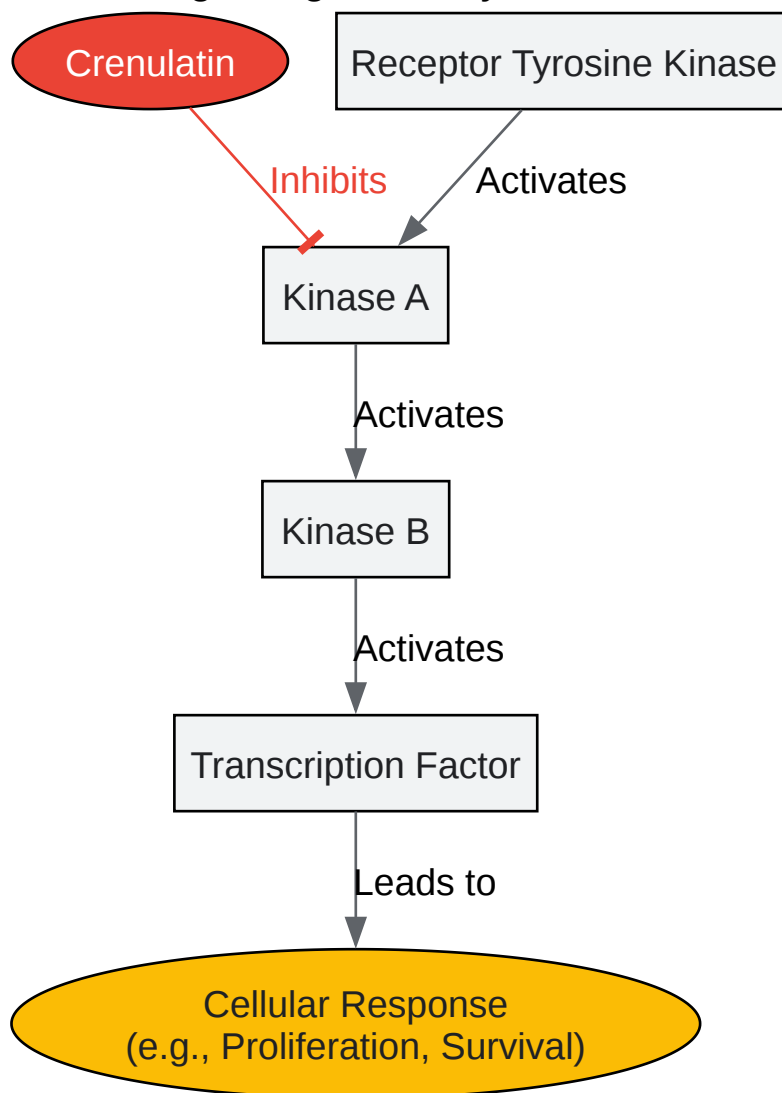 Crenulatin
Receptor Tyrosine Kinase
Inhibits
Activates
Kinase A
Activates
Kinase B
Activates
Transcription Factor
Leads to
Cellular Response
(e.g., Proliferation, Survival)